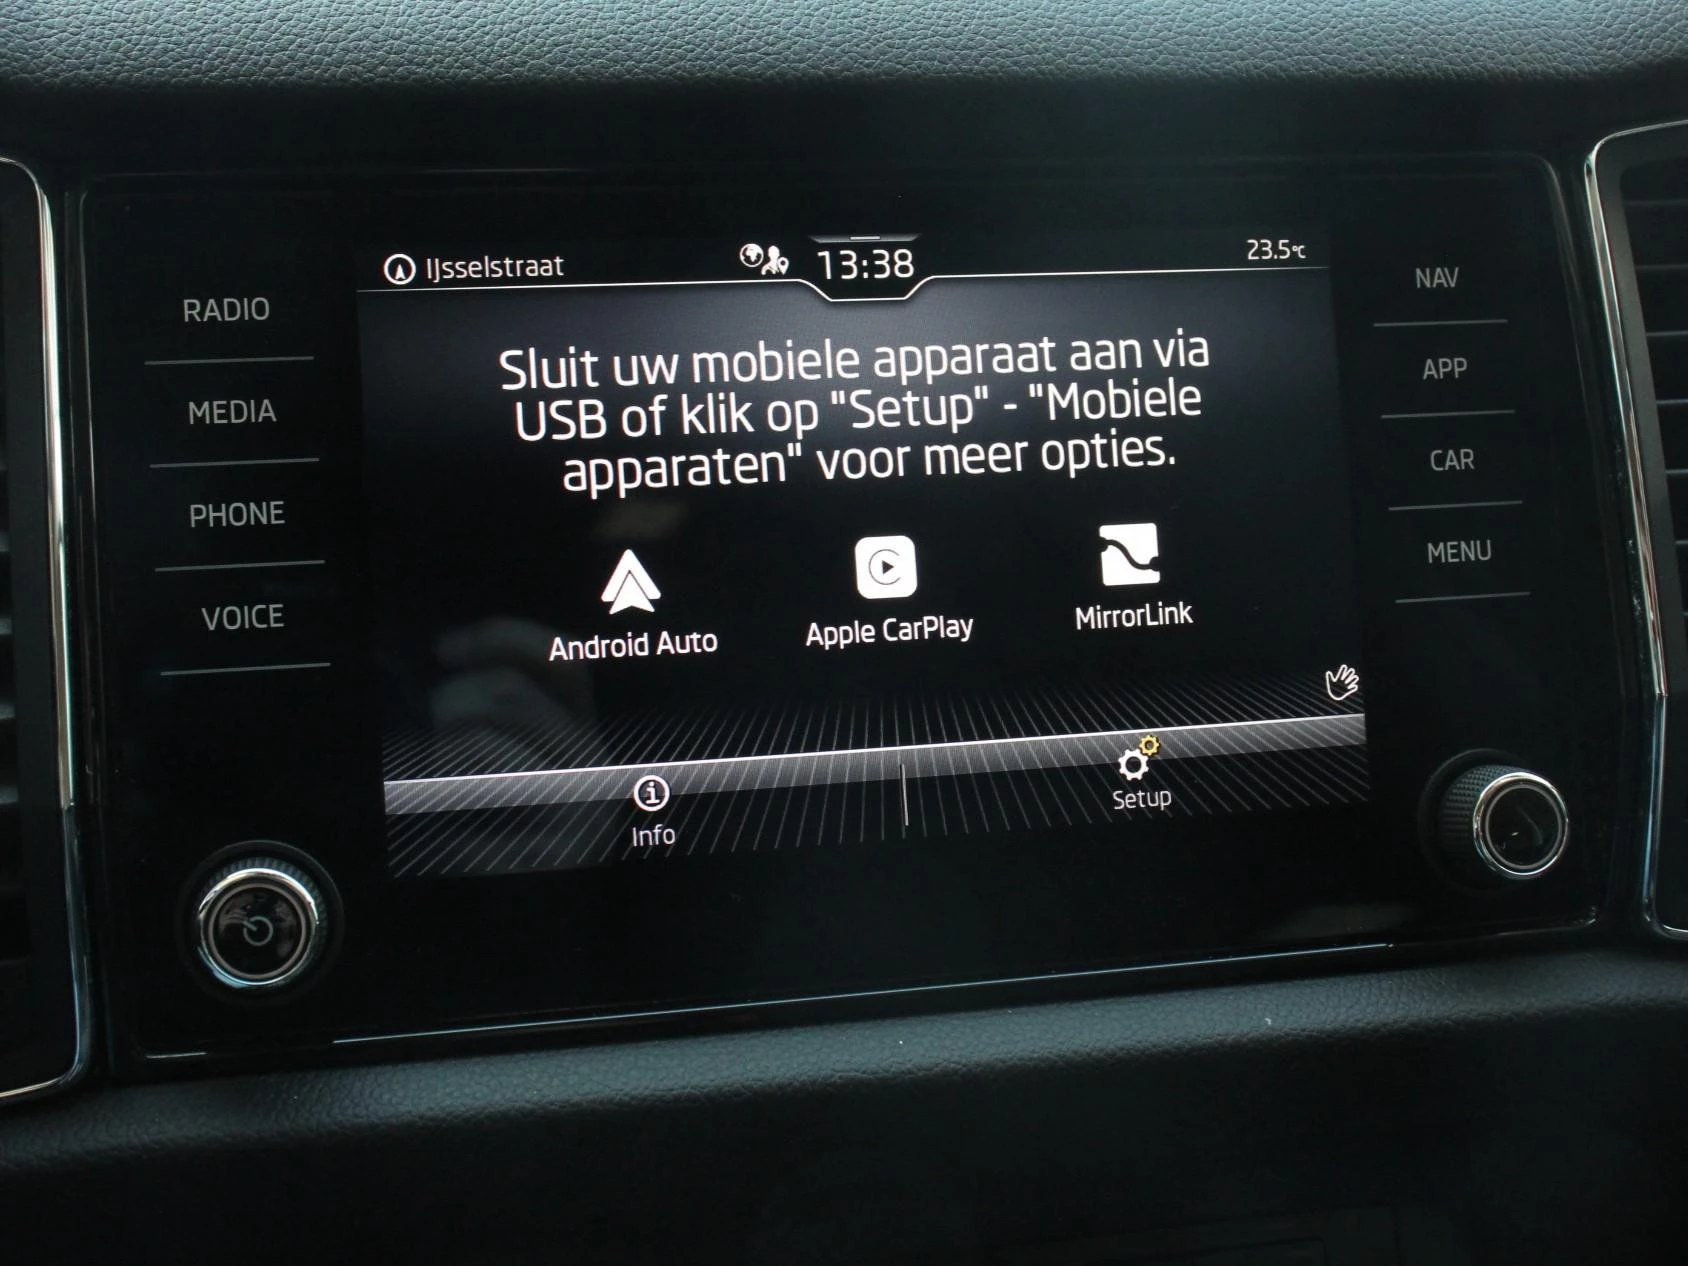 IJsselstraat 13:38 23.5°C
RADIO
MEDIA
PHONE
VOICE
Sluit uw mobiele apparaat aan via
USB of klik op "Setup" - "Mobiele
apparaten" voor meer opties.
Android Auto
Apple CarPlay
MirrorLink
Info
Setup
NAV
APP
CAR
MENU